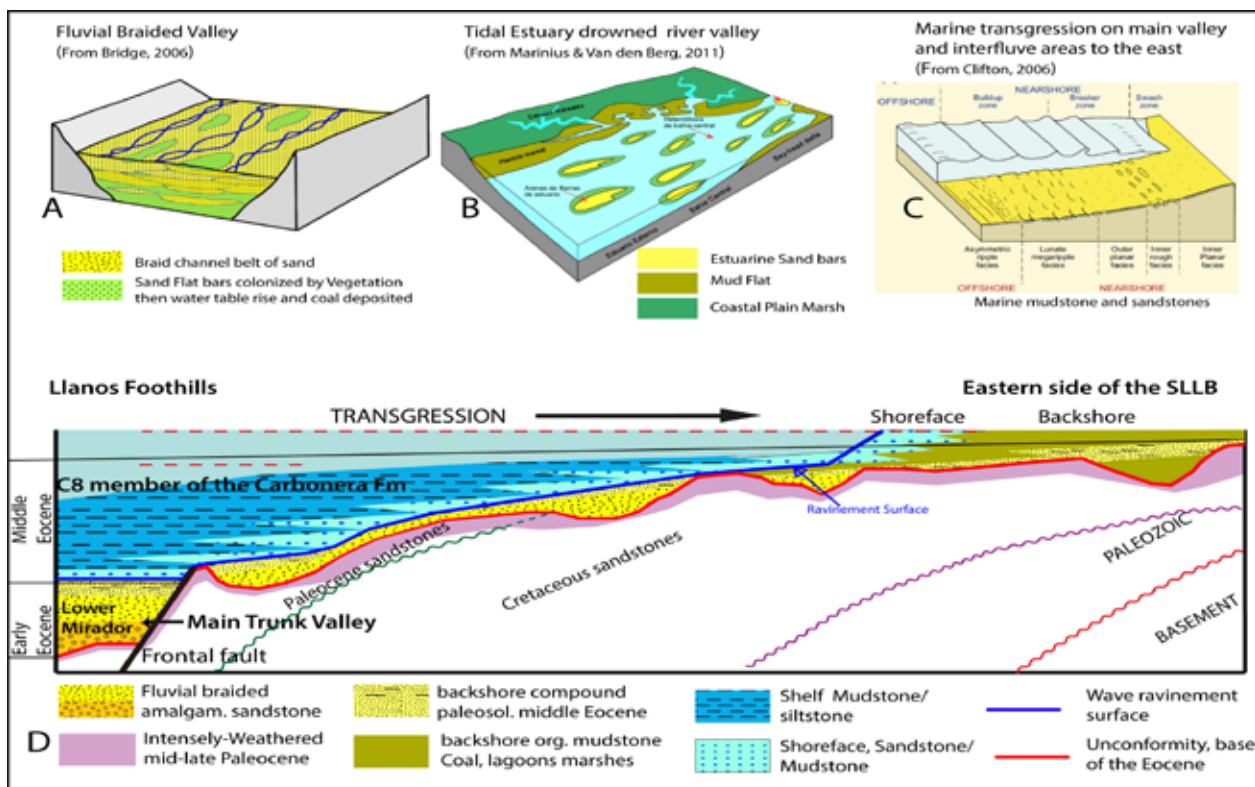 Fluvial Braided Valley
(From Bridge, 2006)
A
Braid channel belt of sand
Sand Flat bars colonized by Vegetation
then water table rise and coal deposited
Tidal Estuary drowned river valley
(From Marinius & Van den Berg, 2011)
B
Estuarine Sand bars
Mud Flat
Coastal Plain Marsh
Marine transgression on main valley
and interfluve areas to the east
(From Clifton, 2006)
NEARSHORE
OFFSHORE
Buildup
zone
Breaker
zone
Swash
zone
C
Asymmetric
ripple
facies
Lunate
megaripple
facies
Outer
planar
facies
Inner
rough
facies
Inner
Planar
facies
OFFSHORE
NEARSHORE
Marine mudstone and sandstones
Llanos Foothills
Eastern side of the SLLB
TRANSGRESSION
Shoreface
Backshore
C8 member of the Carbonera Fm
Middle
Eocene
Ravinement Surface
Paleocene sandstones
Cretaceous sandstones
PALEOZOIC
BASEMENT
Early
Eocene
Lower
Mirador
Main Trunk Valley
Frontal fault
D
Fluvial braided
amalgam. sandstone
Intensely-Weathered
mid-late Paleocene
backshore compound
paleosol. middle Eocene
backshore org. mudstone
Coal, lagoons marshes
Shelf Mudstone/
siltstone
Shoreface, Sandstone/
Mudstone
Wave ravinement
surface
Unconformity, base
of the Eocene